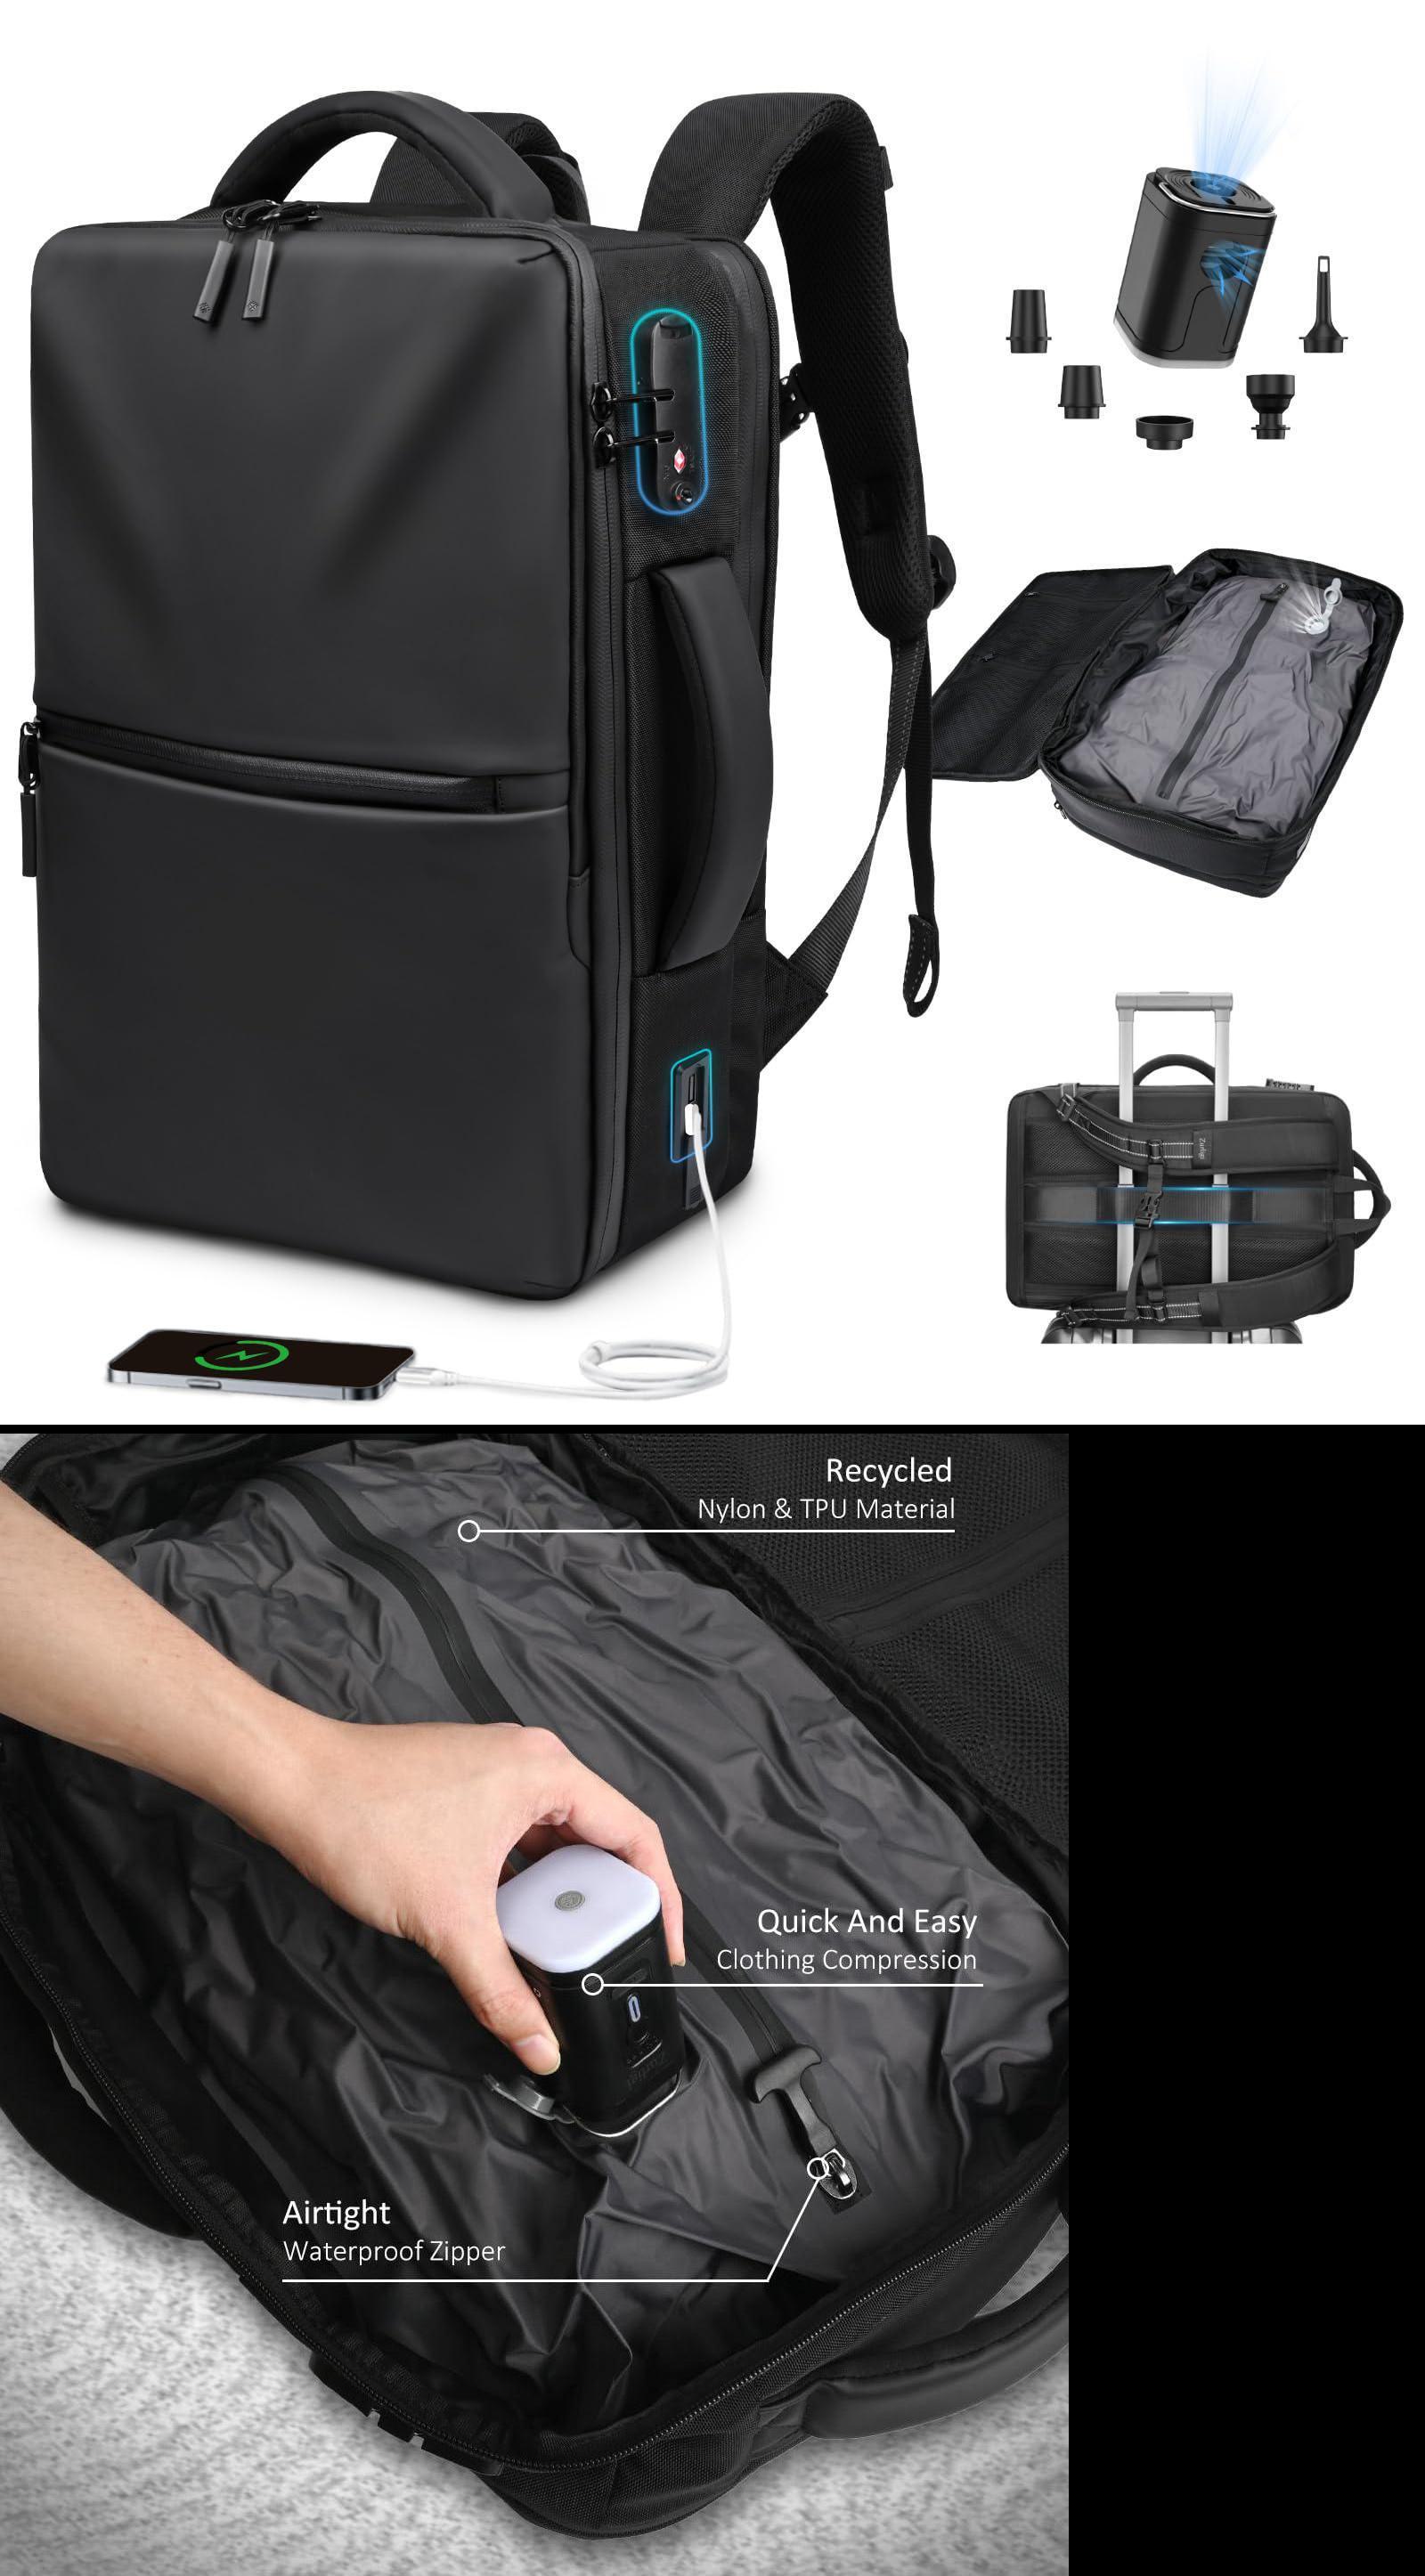 Recycled
Nylon & TPU Material
Quick And Easy
Clothing Compression
Airtight
Waterproof Zipper